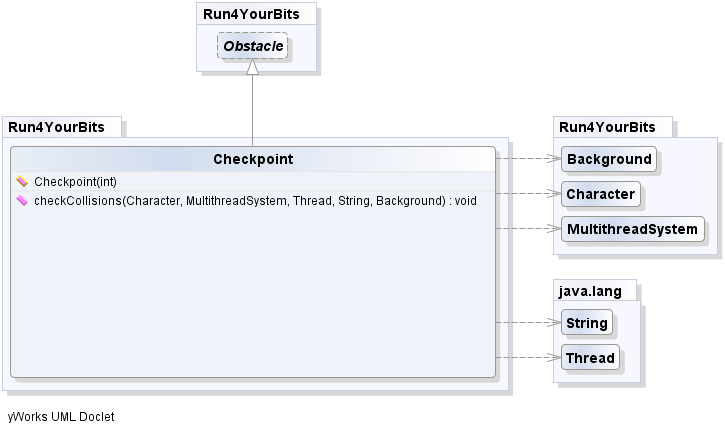 Run4YourBits
Obstacle
Run4YourBits
Checkpoint
Checkpoint(int)
checkCollisions(Character, MultithreadSystem, Thread, String, Background) : void
Run4YourBits
Background
Character
MultithreadSystem
java.lang
String
Thread
yWorks UML Doclet